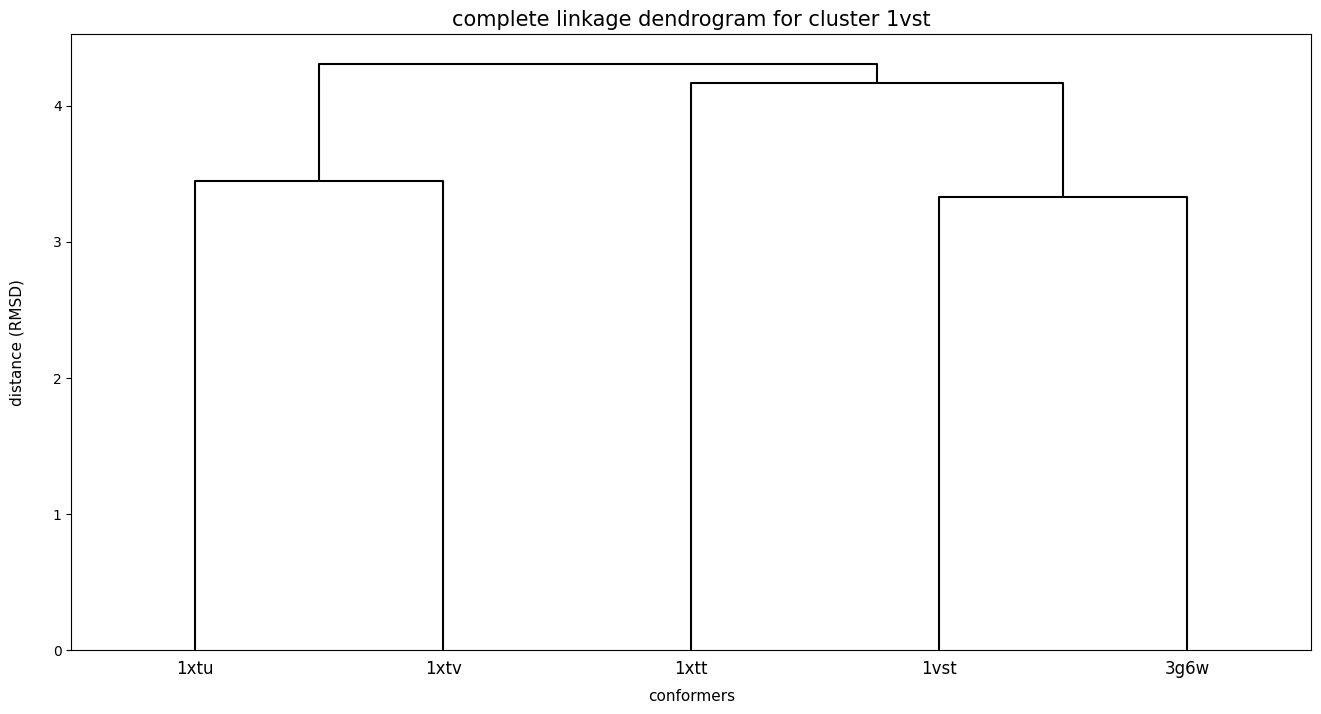 complete linkage dendrogram for cluster 1vst
4
3
2
1
0
distance (RMSD)
1xtu 1xtv 1xtt 1vst 3g6w
conformers